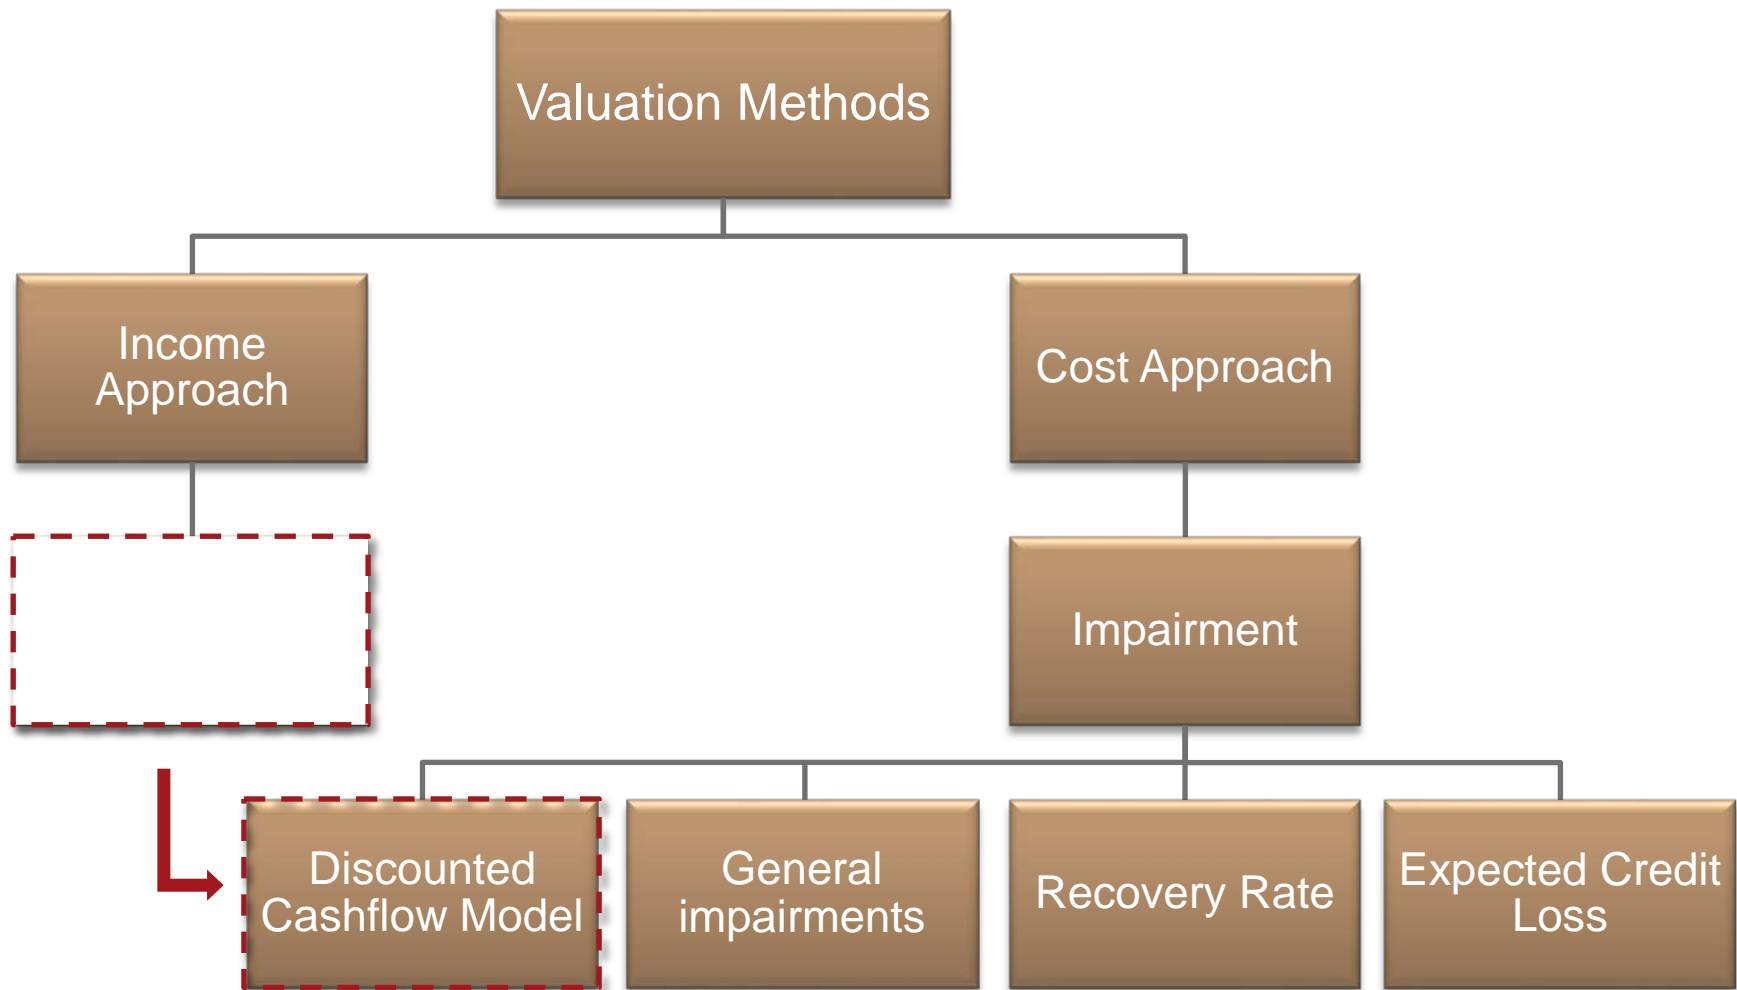 Valuation Methods
Income
Approach
Cost Approach
Impairment
Discounted
Cashflow Model
General
impairments
Recovery Rate
Expected Credit
Loss